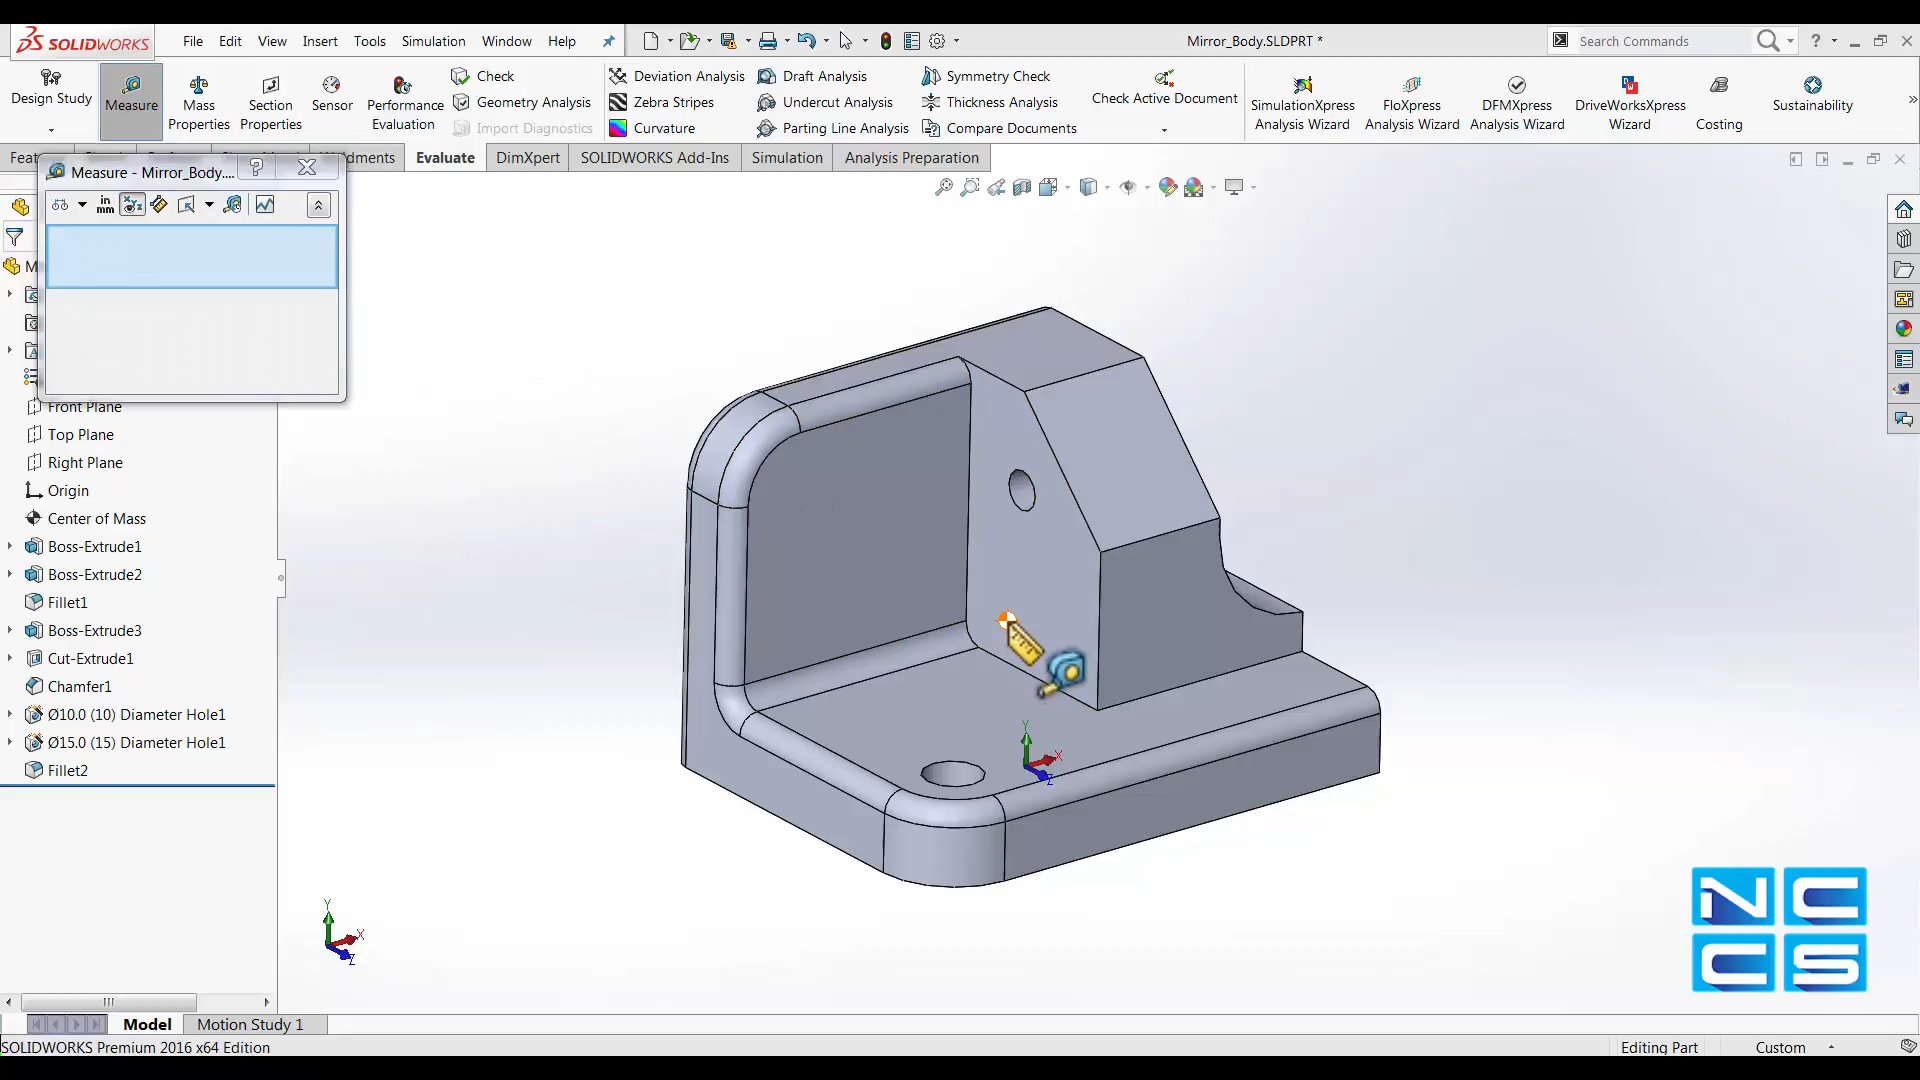 SOLIDWORKS File Edit View Insert Tools Simulation Window Help Mirror_Body.SLDPRT * Search Commands ?
Design Study
Measure
Mass Properties
Section Properties
Sensor
Performance Evaluation
Check
Geometry Analysis
Import Diagnostics
Deviation Analysis
Zebra Stripes
Curvature
Draft Analysis
Undercut Analysis
Parting Line Analysis
Symmetry Check
Thickness Analysis
Compare Documents
Check Active Document
SimulationXpress Analysis Wizard
FloXpress Analysis Wizard
DFMXpress Analysis Wizard
DriveWorksXpress Wizard
Costing
Sustainability
Evaluate DimXpert SOLIDWORKS Add-Ins Simulation Analysis Preparation
Measure - Mirror_Body....
?
in
mm
Front Plane
Top Plane
Right Plane
Origin
Center of Mass
Boss-Extrude1
Boss-Extrude2
Fillet1
Boss-Extrude3
Cut-Extrude1
Chamfer1
Ø10.0 (10) Diameter Hole1
Ø15.0 (15) Diameter Hole1
Fillet2
Y
X
Z
Y
X
Z
NCCS
Model Motion Study 1
SOLIDWORKS Premium 2016 x64 Edition Editing Part Custom